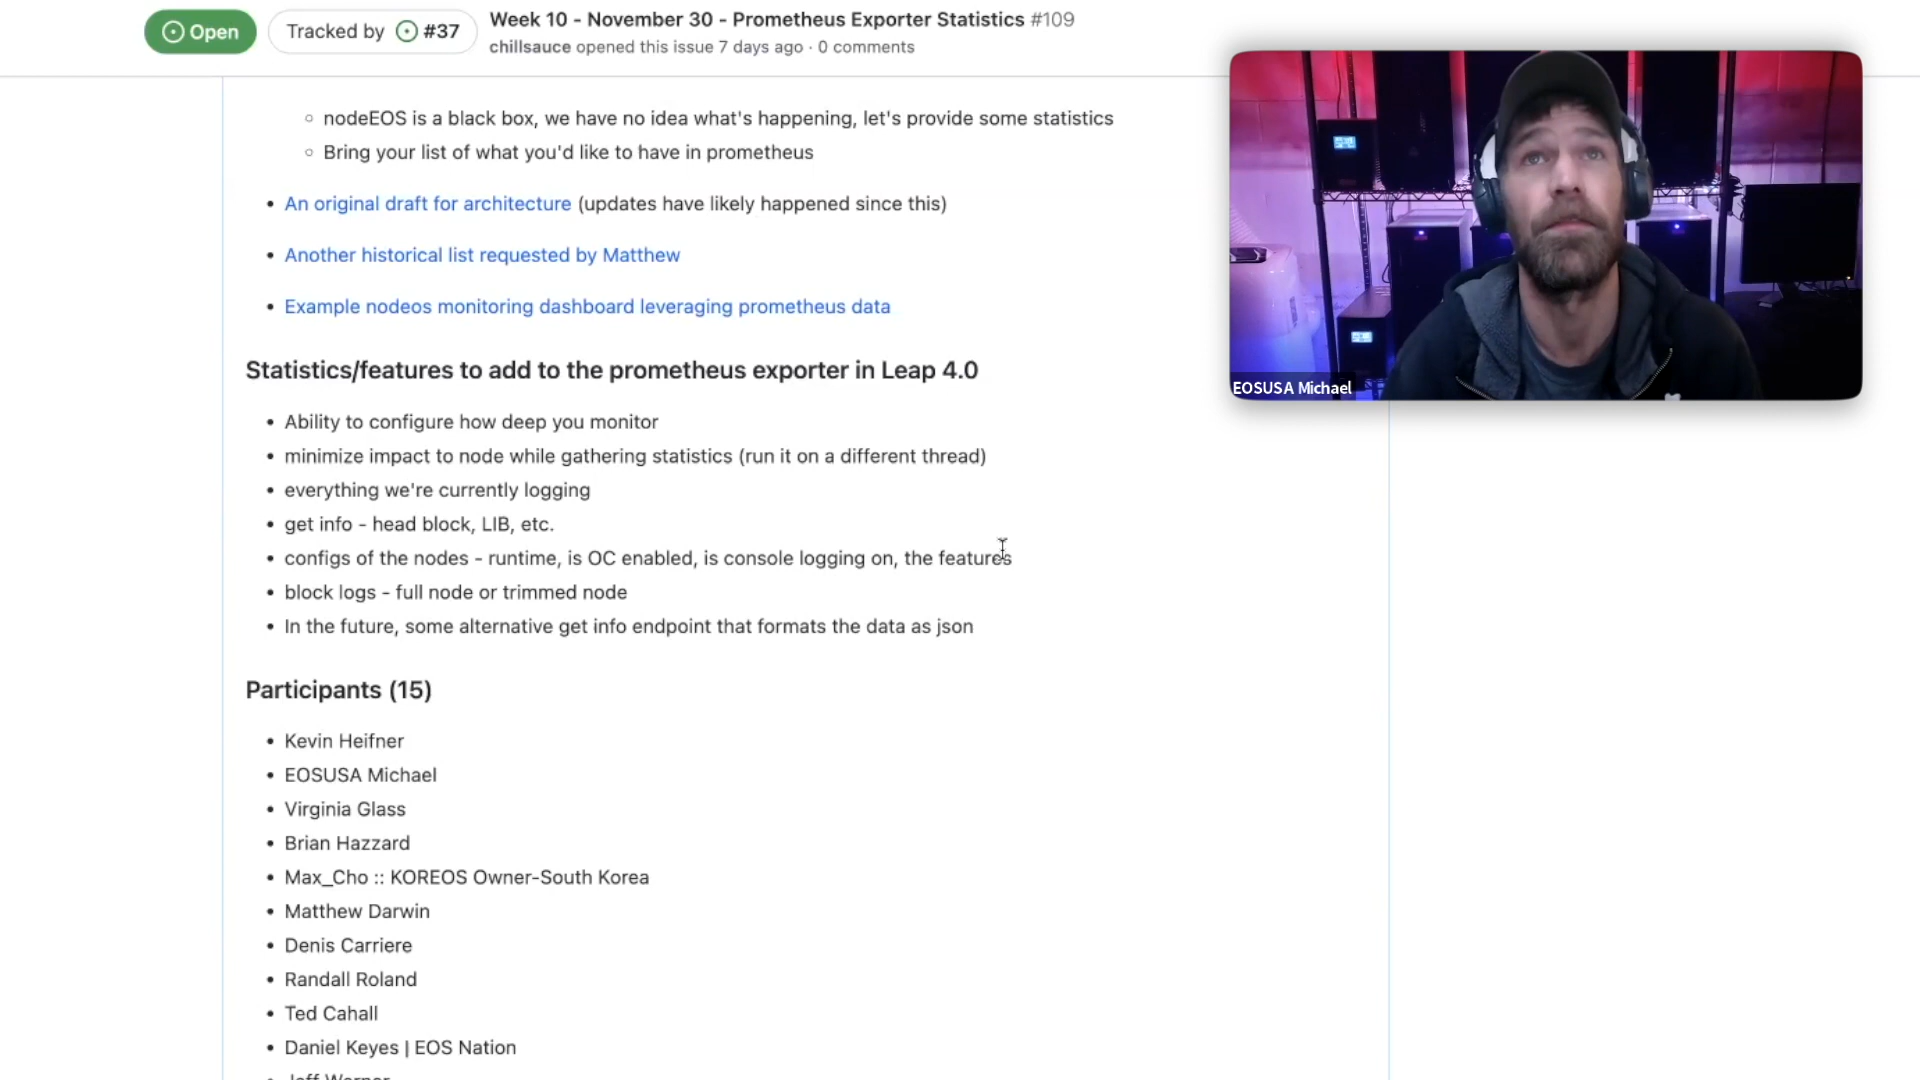 Open
Tracked by #37
Week 10 - November 30 - Prometheus Exporter Statistics #109
chillsauce opened this issue 7 days ago · 0 comments
nodeEOS is a black box, we have no idea what's happening, let's provide some statistics
Bring your list of what you'd like to have in prometheus
An original draft for architecture (updates have likely happened since this)
Another historical list requested by Matthew
Example nodeos monitoring dashboard leveraging prometheus data
EOSUSA Michael
Statistics/features to add to the prometheus exporter in Leap 4.0
Ability to configure how deep you monitor
minimize impact to node while gathering statistics (run it on a different thread)
everything we're currently logging
get info - head block, LIB, etc.
configs of the nodes - runtime, is OC enabled, is console logging on, the features
block logs - full node or trimmed node
In the future, some alternative get info endpoint that formats the data as json
Participants (15)
Kevin Heifner
EOSUSA Michael
Virginia Glass
Brian Hazzard
Max_Cho :: KOREOS Owner-South Korea
Matthew Darwin
Denis Carriere
Randall Roland
Ted Cahall
Daniel Keyes | EOS Nation